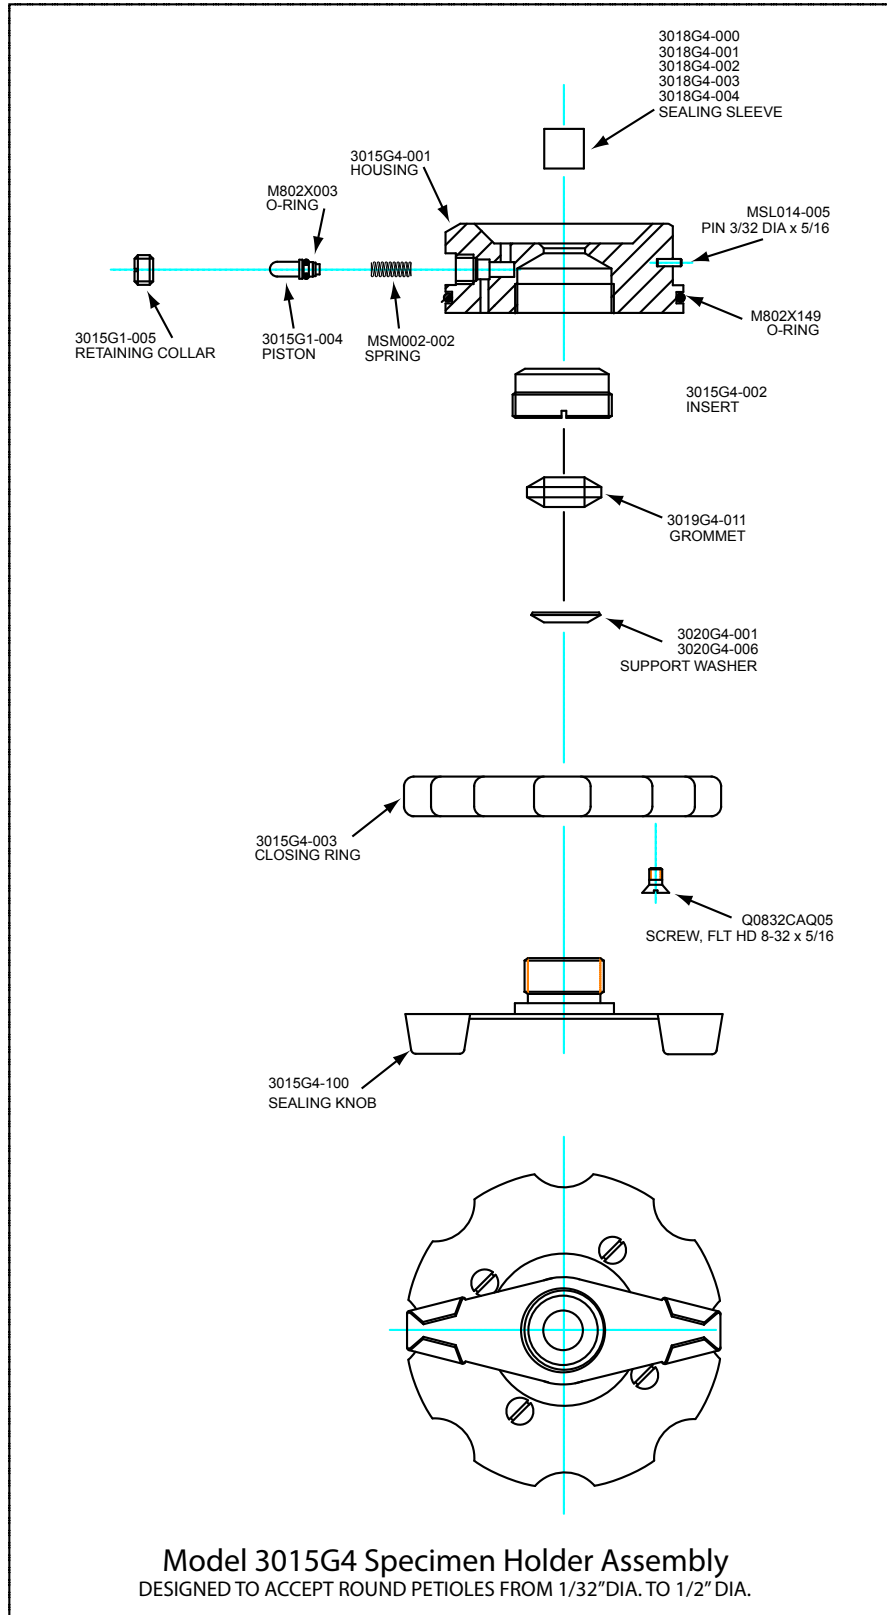 3018G4-000
3018G4-001
3018G4-002
3018G4-003
3018G4-004
SEALING SLEEVE
3015G4-001
HOUSING
M802X003
O-RING
MSL014-005
PIN 3/32 DIA x 5/16
3015G1-005
RETAINING COLLAR
3015G1-004
PISTON
MSM002-002
SPRING
M802X149
O-RING
3015G4-002
INSERT
3019G4-011
GROMMET
3020G4-001
3020G4-006
SUPPORT WASHER
3015G4-003
CLOSING RING
Q0832CAQ05
SCREW, FLT HD 8-32 x 5/16
3015G4-100
SEALING KNOB
Model 3015G4 Specimen Holder Assembly
DESIGNED TO ACCEPT ROUND PETIOLES FROM 1/32"DIA. TO 1/2" DIA.